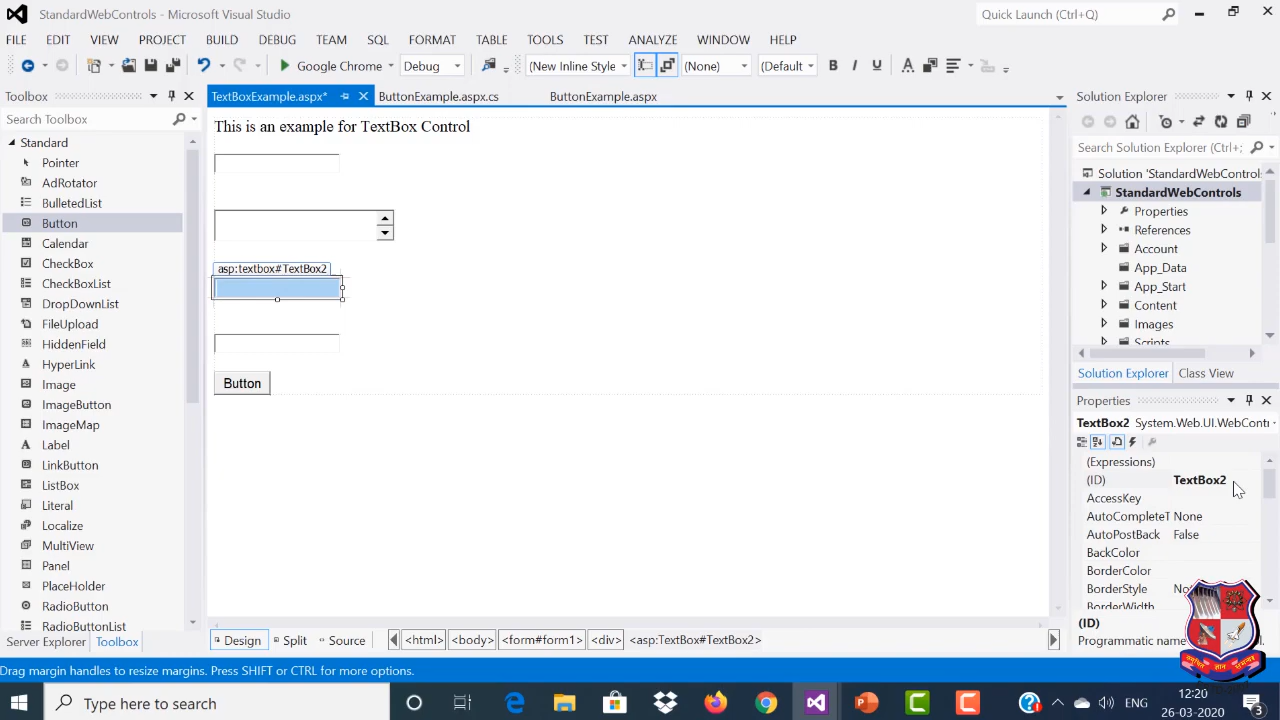 StandardWebControls - Microsoft Visual Studio
Quick Launch (Ctrl+Q)
FILE EDIT VIEW PROJECT BUILD DEBUG TEAM SQL FORMAT TABLE TOOLS TEST ANALYZE WINDOW HELP
Google Chrome Debug (New Inline Style (None) (Default B I U A
Toolbox
Search Toolbox
Standard
Pointer
AdRotator
BulletedList
Button
Calendar
CheckBox
CheckBoxList
DropDownList
FileUpload
HiddenField
HyperLink
Image
ImageButton
ImageMap
Label
LinkButton
ListBox
Literal
Localize
MultiView
Panel
PlaceHolder
RadioButton
RadioButtonList
Server Explorer Toolbox
TextBoxExample.aspx* ButtonExample.aspx.cs ButtonExample.aspx
This is an example for TextBox Control
asp:textbox#TextBox2
Button
Design Split Source <html> <body> <form#form1> <div> <asp:TextBox#TextBox2>
Solution Explorer
Search Solution Explorer (Ctrl+;
Solution 'StandardWebControls
StandardWebControls
Properties
References
Account
App_Data
App_Start
Content
Images
Scripts
Solution Explorer Class View
Properties
TextBox2 System.Web.UI.WebContr
(Expressions)
(ID) TextBox2
AccessKey
AutoCompleteT None
AutoPostBack False
BackColor
BorderColor
BorderStyle
BorderWidth
(ID)
Programmatic name
Drag margin handles to resize margins. Press SHIFT or CTRL for more options.
Type here to search
ENG
12:20
26-03-2020
3